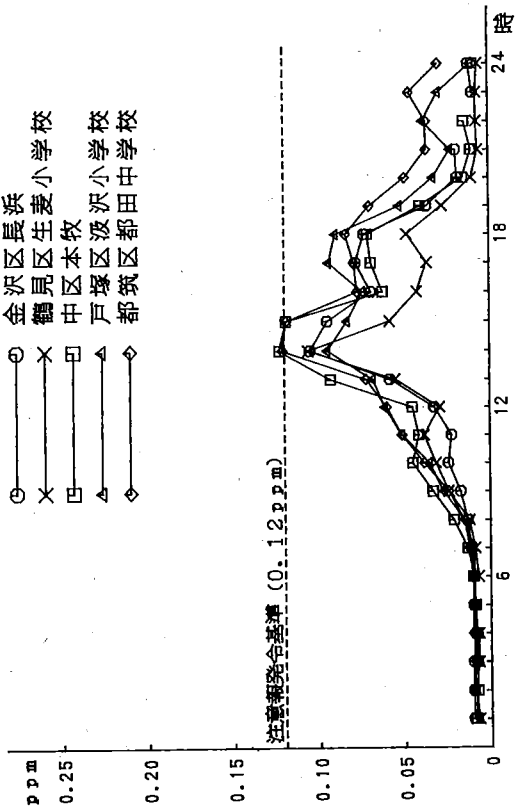 ppm
0.25
0.20
0.15
0.10
0.05
0
金沢区長浜
鶴見区生麦小学校
中区本牧
戸塚区汲沢小学校
都筑区都田中学校
注意報発令基準 (0.12ppm)
6
12
18
24
時